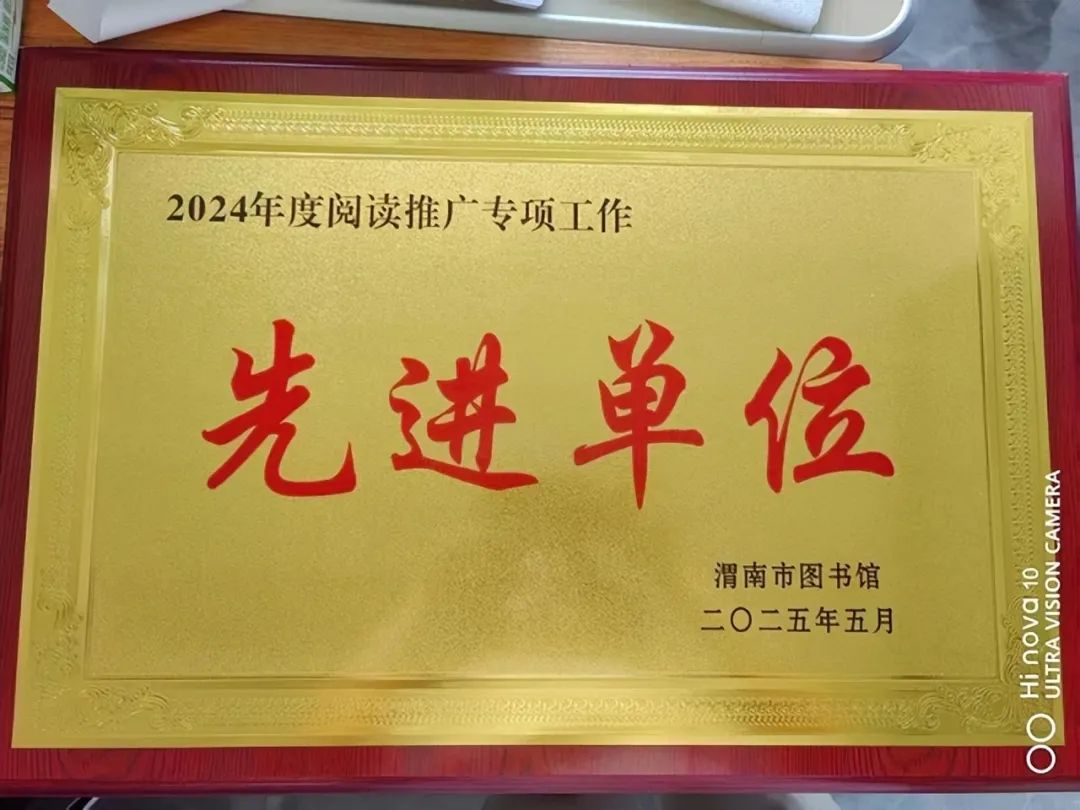 2024年度阅读推广专项工作
先进单位
渭南市图书馆
二〇二五年五月
Hi nova 10
ULTRA VISION CAMERA